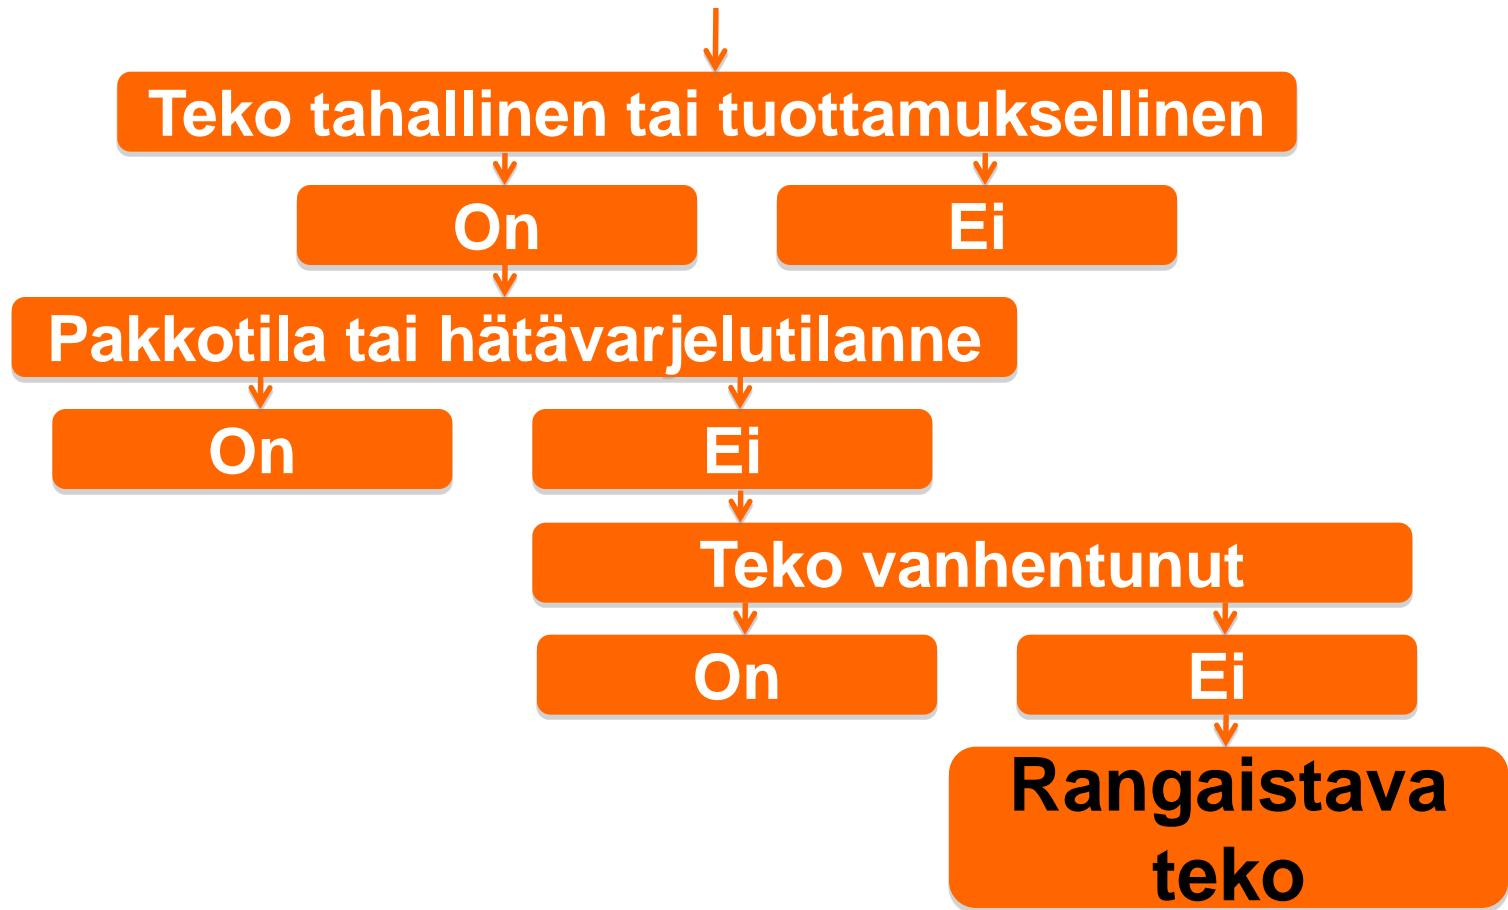 Teko tahallinen tai tuottamuksellinen
On
Ei
Pakkotila tai hätävarjelutilanne
On
Ei
Teko vanhentunut
On
Ei
Rangaistava
teko